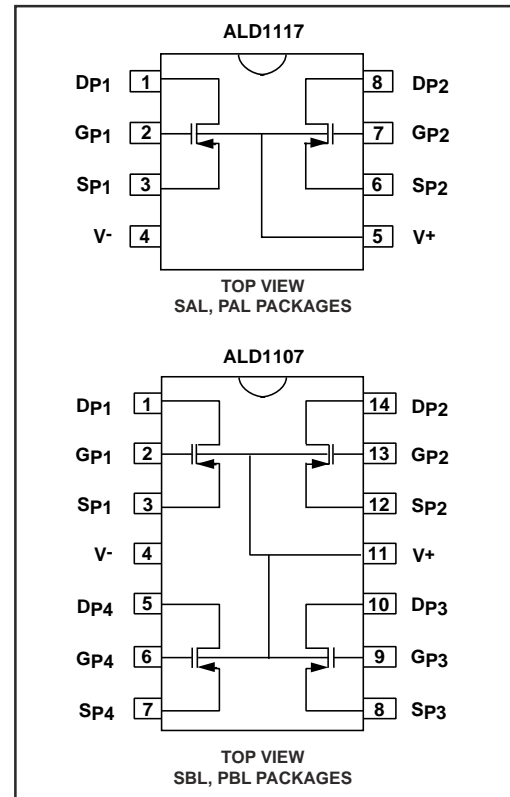 ALD1117
DP1 1 8 DP2
GP1 2 7 GP2
SP1 3 6 SP2
V- 4 5 V+
TOP VIEW
SAL, PAL PACKAGES
ALD1107
DP1 1 14 DP2
GP1 2 13 GP2
SP1 3 12 SP2
V- 4 11 V+
DP4 5 10 DP3
GP4 6 9 GP3
SP4 7 8 SP3
TOP VIEW
SBL, PBL PACKAGES